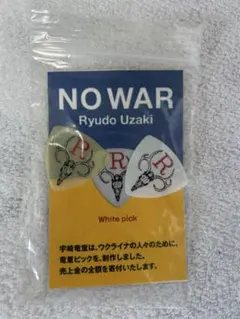 NO WAR
Ryudo Uzaki
R R R
White pick
宇崎竜童は、ウクライナの人々のために、
竜童ピックを、制作しました。
売上金の全額を寄付いたします。